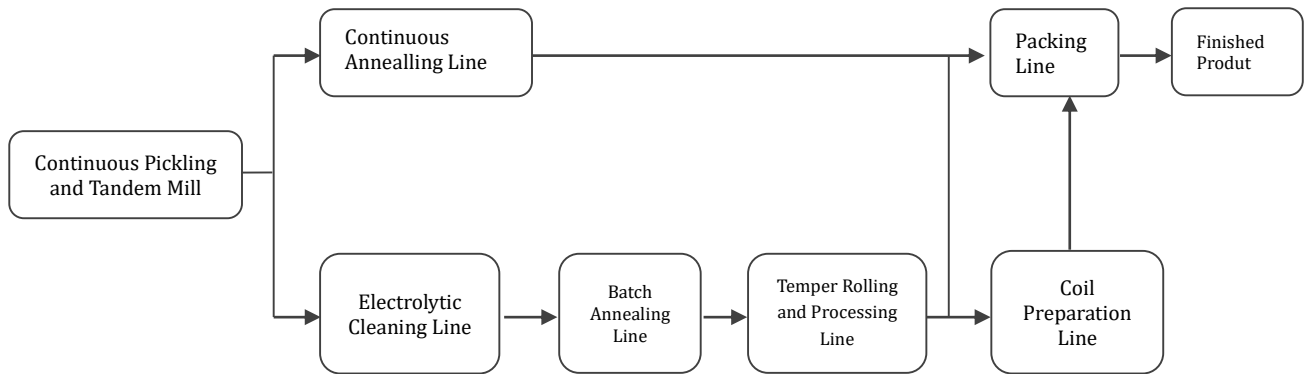 Continuous
Annealling Line
Packing
Line
Finished
Produt
Continuous Pickling
and Tandem Mill
Electrolytic
Cleaning Line
Batch
Annealing
Line
Temper Rolling
and Processing
Line
Coil
Preparation
Line